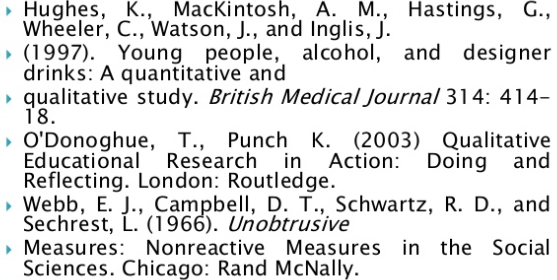 Hughes, K., MacKintosh, A. M., Hastings, G.,
Wheeler, C., Watson, J., and Inglis, J.
(1997). Young people, alcohol, and designer
drinks: A quantitative and
qualitative study. British Medical Journal 314: 414–
18.
O'Donoghue, T., Punch K. (2003) Qualitative
Educational Research in Action: Doing and
Reflecting. London: Routledge.
Webb, E. J., Campbell, D. T., Schwartz, R. D., and
Sechrest, L. (1966). Unobtrusive
Measures: Nonreactive Measures in the Social
Sciences. Chicago: Rand McNally.